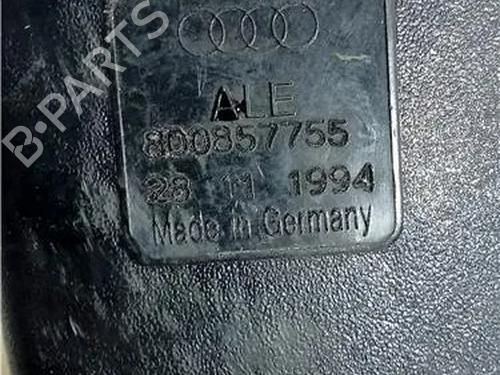 B-PARTS
ALE
8D0857755
28 11 1994
Made in Germany